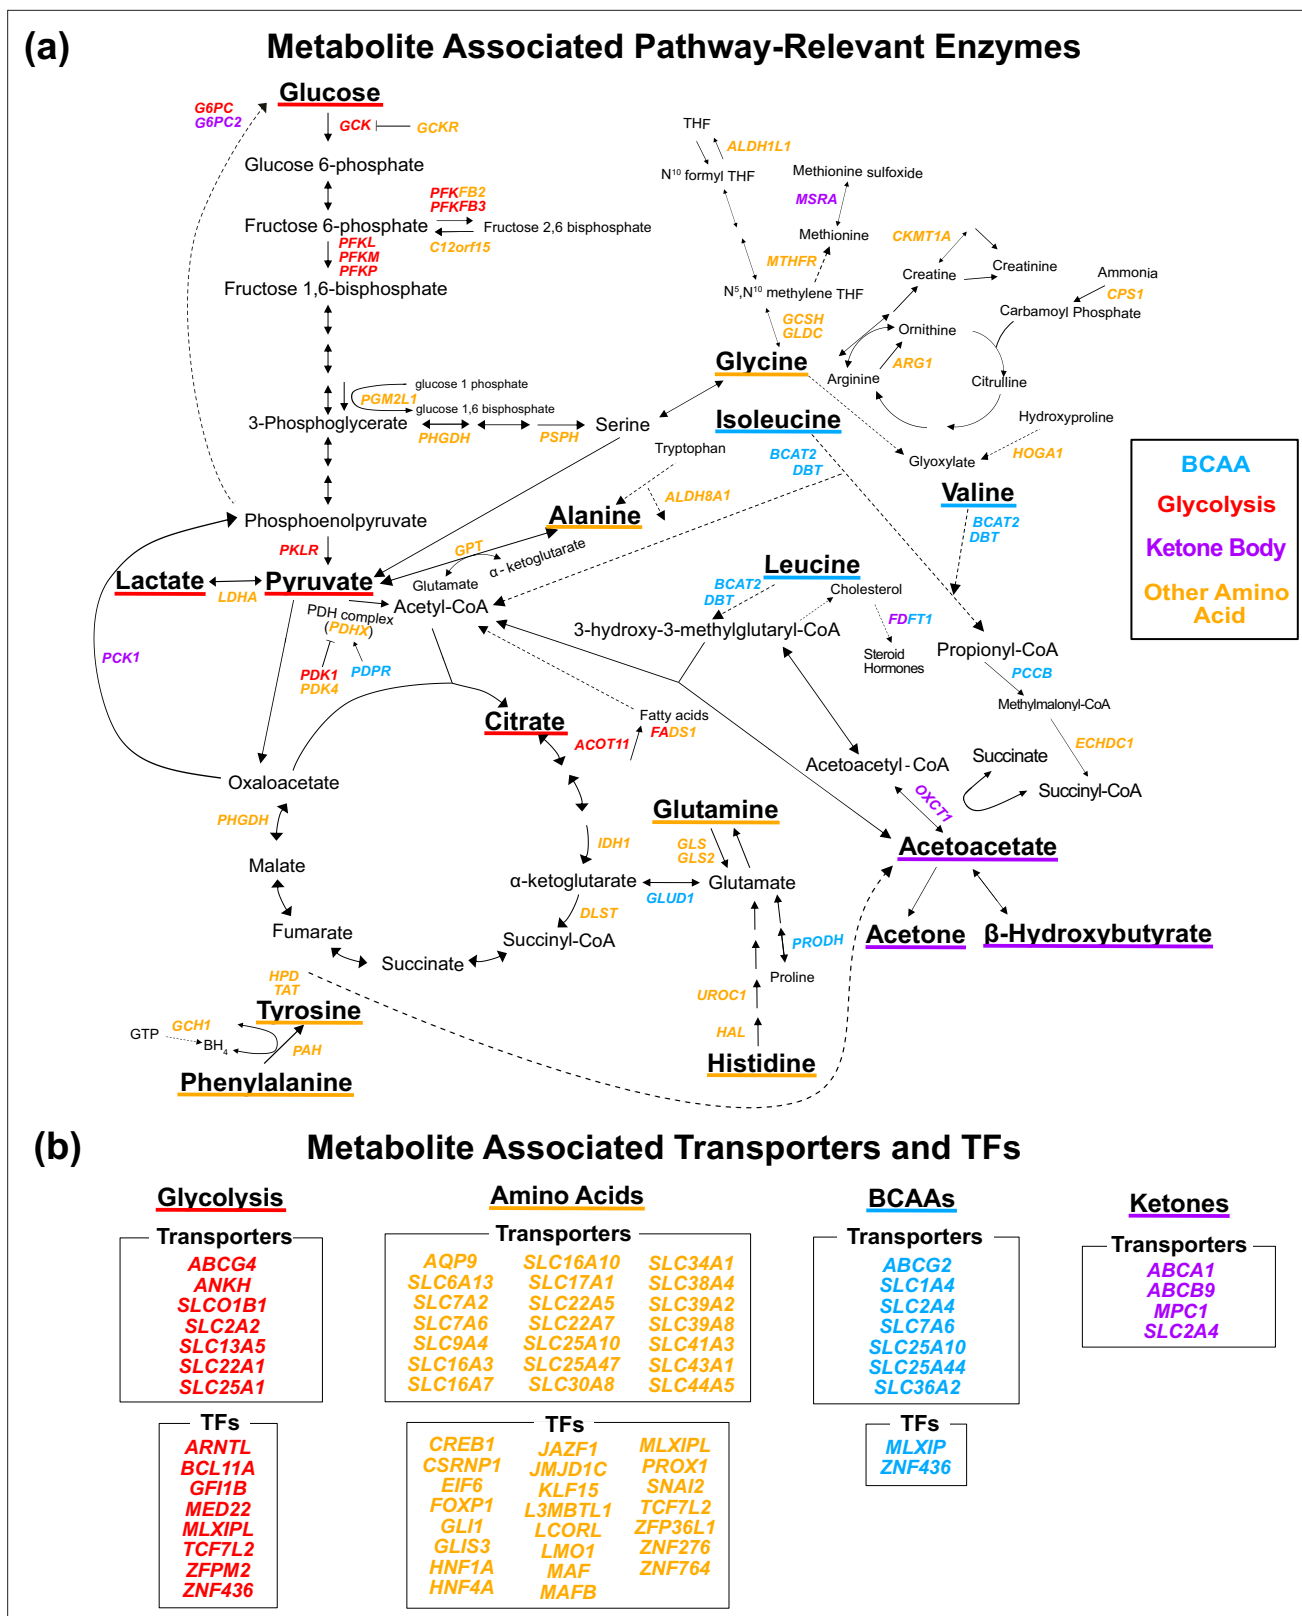 (a)
Metabolite Associated Pathway-Relevant Enzymes
Glucose
G6PC
G6PC2
GCK
GCKR
Glucose 6-phosphate
PFKFB2
PFKFB3
Fructose 6-phosphate
Fructose 2,6 bisphosphate
C12orf15
PFKL
PFKM
PFKP
Fructose 1,6-bisphosphate
THF
ALDH1L1
N10 formyl THF
Methionine sulfoxide
MSRA
Methionine
MTHFR
N5,N10 methylene THF
GCSH
GLDC
CKMT1A
Creatine
Creatinine
Ammonia
CPS1
Carbamoyl Phosphate
Ornithine
ARG1
Arginine
Citrulline
Glycine
glucose 1 phosphate
PGM2L1
glucose 1,6 bisphosphate
3-Phosphoglycerate
PHGDH
PSPH
Serine
Isoleucine
BCAT2
DBT
Tryptophan
ALDH8A1
Hydroxyproline
HOGA1
Glyoxylate
Valine
BCAT2
DBT
BCAA
Glycolysis
Ketone Body
Other Amino
Acid
Phosphoenolpyruvate
Alanine
PKLR
GPT
α- ketoglutarate
Glutamate
Lactate
LDHA
Pyruvate
Acetyl-CoA
PDH complex
(PDHX)
PDK1
PDK4
PDPR
PCK1
Leucine
BCAT2
DBT
Cholesterol
FDFT1
Steroid
Hormones
3-hydroxy-3-methylglutaryl-CoA
Propionyl-CoA
PCCB
Methylmalonyl-CoA
ECHDC1
Succinate
Succinyl-CoA
Citrate
ACOT11
Fatty acids
FADS1
Oxaloacetate
Acetoacetyl-CoA
OXCT1
PHGDH
Malate
IDH1
Glutamine
GLS
GLS2
Acetoacetate
α-ketoglutarate
GLUD1
Glutamate
DLST
Fumarate
Succinate
Succinyl-CoA
PRODH
Proline
Acetone
β-Hydroxybutyrate
HPD
TAT
Tyrosine
UROC1
HAL
Histidine
GTP
GCH1
BH4
PAH
Phenylalanine
(b)
Metabolite Associated Transporters and TFs
Glycolysis
Transporters
ABCG4
ANKH
SLCO1B1
SLC2A2
SLC13A5
SLC22A1
SLC25A1
TFs
ARNTL
BCL11A
GFI1B
MED22
MLXIPL
TCF7L2
ZFPM2
ZNF436
Amino Acids
Transporters
AQP9
SLC6A13
SLC7A2
SLC7A6
SLC9A4
SLC16A3
SLC16A7
SLC16A10
SLC17A1
SLC22A5
SLC22A7
SLC25A10
SLC25A47
SLC30A8
SLC34A1
SLC38A4
SLC39A2
SLC39A8
SLC41A3
SLC43A1
SLC44A5
TFs
CREB1
CSRNP1
EIF6
FOXP1
GLI1
GLIS3
HNF1A
HNF4A
JAZF1
JMJD1C
KLF15
L3MBTL1
LCORL
LMO1
MAF
MAFB
MLXIPL
PROX1
SNAI2
TCF7L2
ZFP36L1
ZNF276
ZNF764
BCAAs
Transporters
ABCG2
SLC1A4
SLC2A4
SLC7A6
SLC25A10
SLC25A44
SLC36A2
TFs
MLXIP
ZNF436
Ketones
Transporters
ABCA1
ABCB9
MPC1
SLC2A4